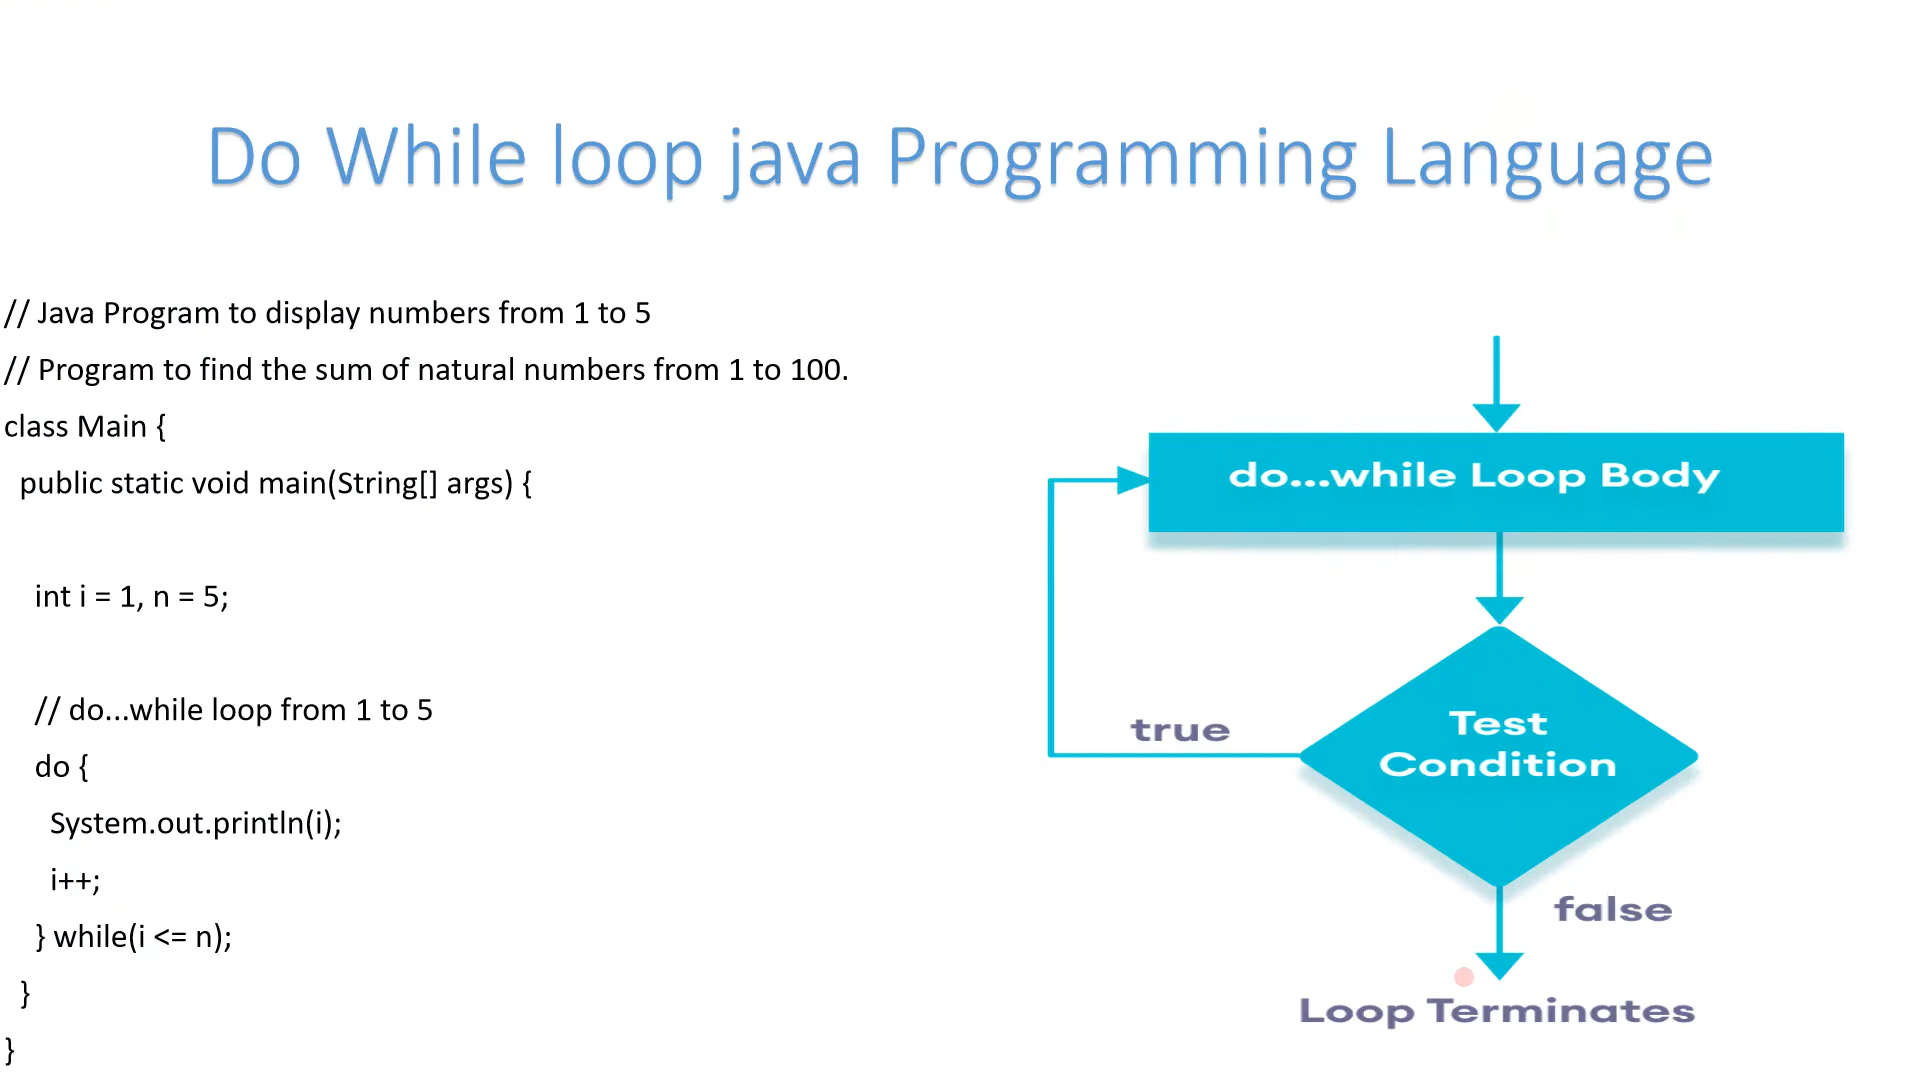 Do While loop java Programming Language
// Java Program to display numbers from 1 to 5
// Program to find the sum of natural numbers from 1 to 100.
class Main {
public static void main(String[] args) {
int i = 1, n = 5;
// do...while loop from 1 to 5
do {
System.out.println(i);
i++;
} while(i <= n);
}
}
do...while Loop Body
Test
Condition
true
false
Loop Terminates